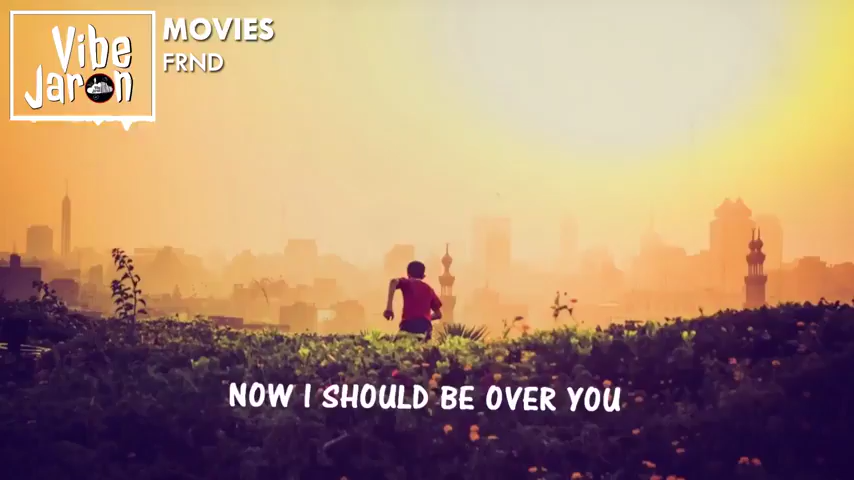 Vibe
Jaron
MOVIES
FRND
NOW I SHOULD BE OVER YOU